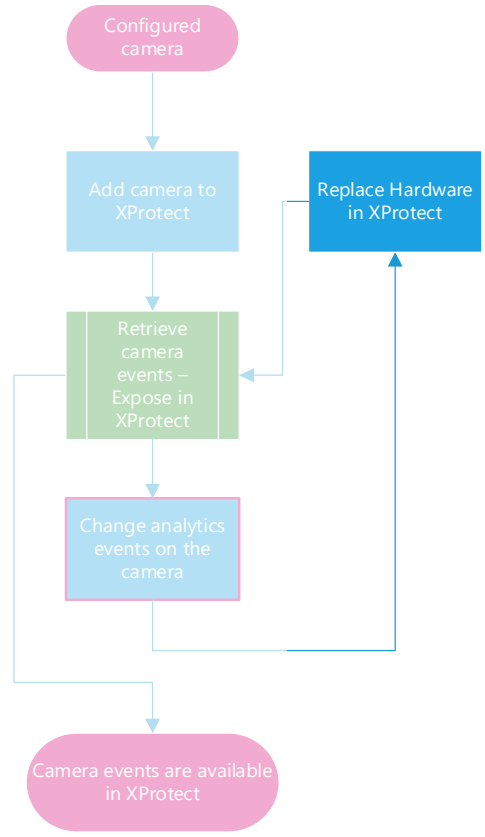 Configured
camera
Add camera to
XProtect
Replace Hardware
in XProtect
Retrieve
camera
events –
Expose in
XProtect
Change analytics
events on the
camera
Camera events are available
in XProtect